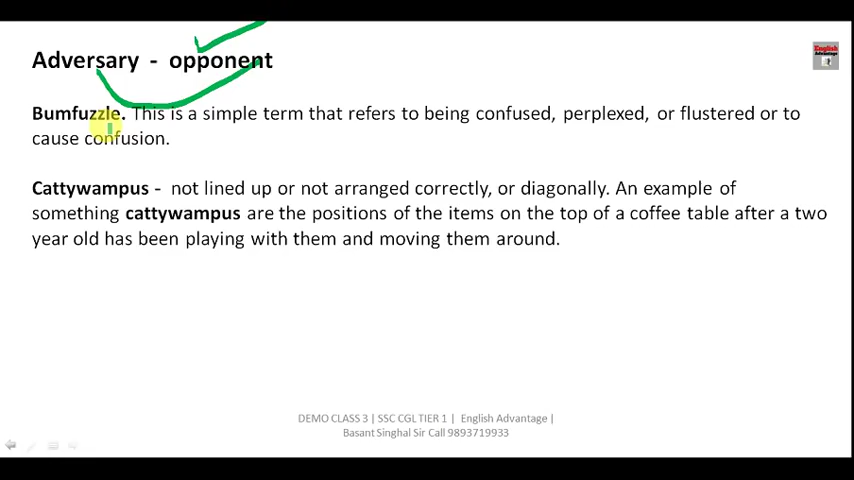 Adversary - opponent
English
Bumfuzzle. This is a simple term that refers to being confused, perplexed, or flustered or to
cause confusion.
Cattywampus - not lined up or not arranged correctly, or diagonally. An example of
something cattywampus are the positions of the items on the top of a coffee table after a two
year old has been playing with them and moving them around.
DEMO CLASS 3 | SSC CGL TIER 1 | English Advantage |
Basant Singhal Sir Call 9893719933